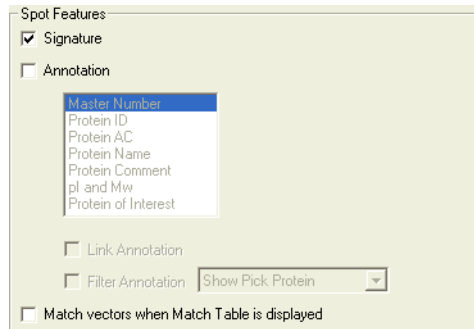 Spot Features
Signature
Annotation
Master Number
Protein ID
Protein AC
Protein Name
Protein Comment
pI and Mw
Protein of Interest
Link Annotation
Filter Annotation Show Pick Protein
Match vectors when Match Table is displayed